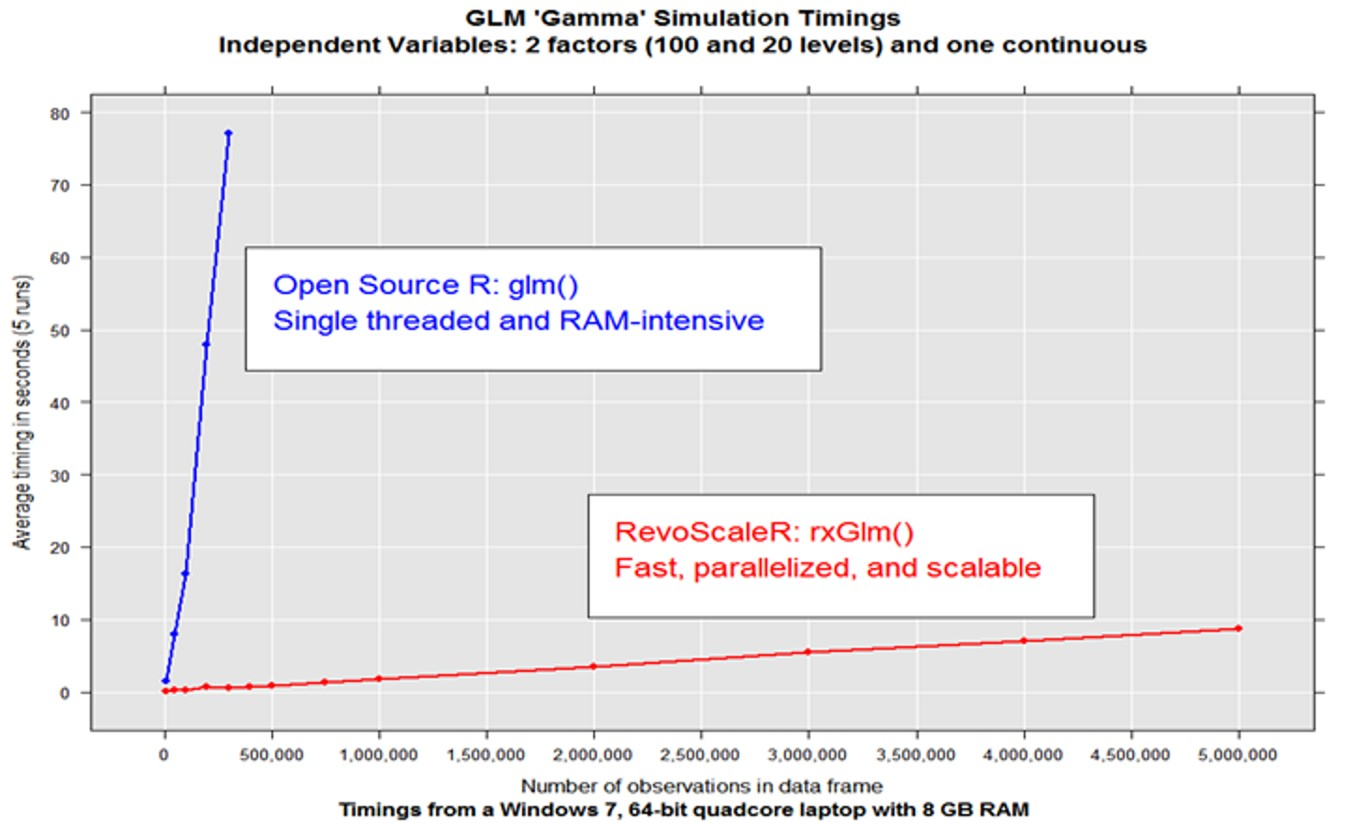 GLM 'Gamma' Simulation Timings
Independent Variables: 2 factors (100 and 20 levels) and one continuous
Average timing in seconds (5 runs)
80
70
60
50
40
30
20
10
0
Open Source R: glm()
Single threaded and RAM-intensive
RevoScaleR: rxGlm()
Fast, parallelized, and scalable
0 500,000 1,000,000 1,500,000 2,000,000 2,500,000 3,000,000 3,500,000 4,000,000 4,500,000 5,000,000
Number of observations in data frame
Timings from a Windows 7, 64-bit quadcore laptop with 8 GB RAM